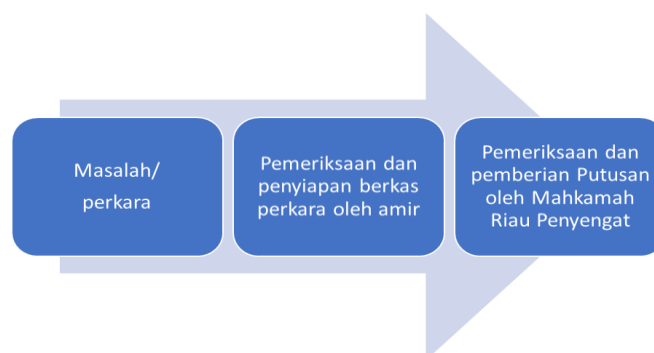 Masalah/
perkara
Pemeriksaan dan
penyiapan berkas
perkara oleh amir
Pemeriksaan dan
pemberian Putusan
oleh Mahkamah
Riau Penyengat